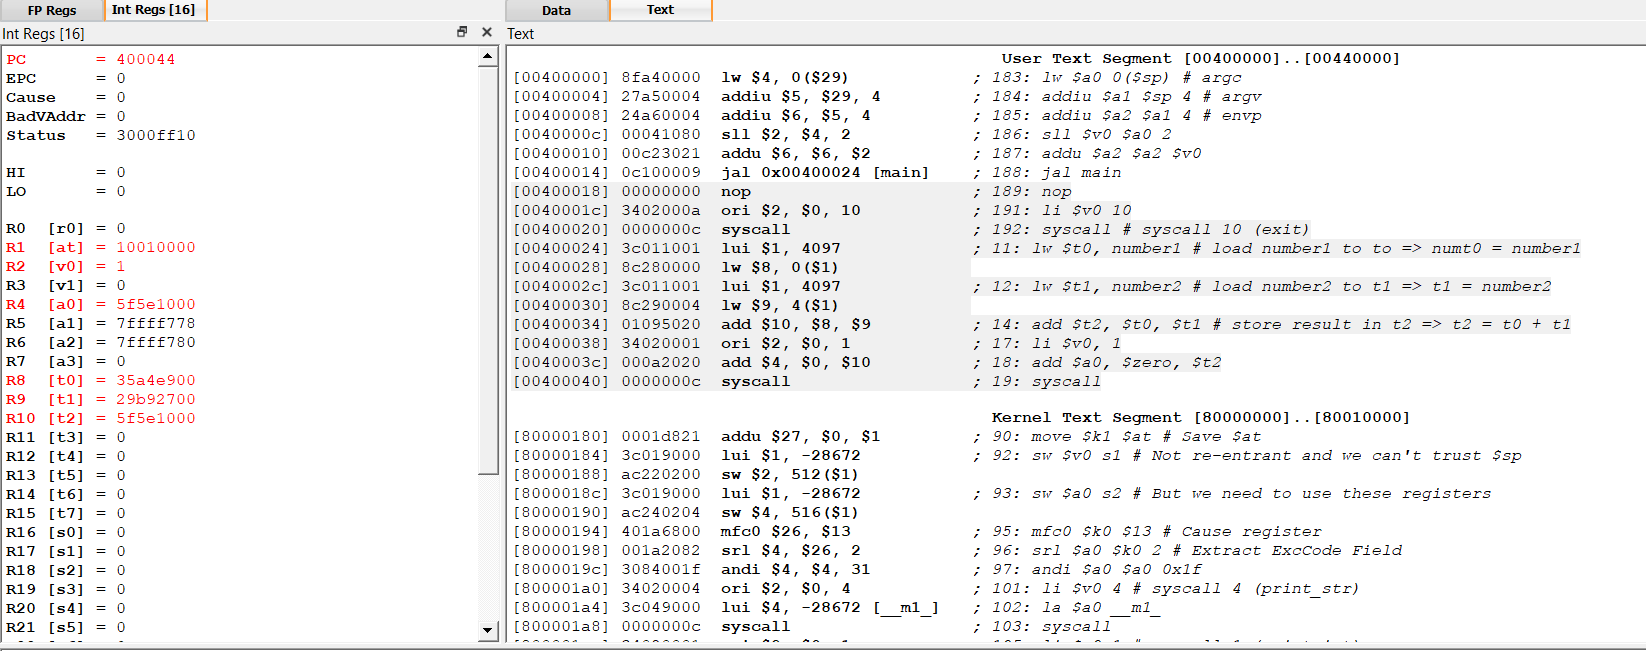 FP Regs
Int Regs [16]
Data
Text
Int Regs [16]
Text
PC = 400044
EPC = 0
Cause = 0
BadVAddr = 0
Status = 3000ff10
HI = 0
LO = 0
R0 [r0] = 0
R1 [at] = 10010000
R2 [v0] = 1
R3 [v1] = 0
R4 [a0] = 5f5e1000
R5 [a1] = 7ffff778
R6 [a2] = 7ffff780
R7 [a3] = 0
R8 [t0] = 35a4e900
R9 [t1] = 29b92700
R10 [t2] = 5f5e1000
R11 [t3] = 0
R12 [t4] = 0
R13 [t5] = 0
R14 [t6] = 0
R15 [t7] = 0
R16 [s0] = 0
R17 [s1] = 0
R18 [s2] = 0
R19 [s3] = 0
R20 [s4] = 0
R21 [s5] = 0
User Text Segment [00400000]..[00440000]
[00400000] 8fa40000 lw $4, 0($29) ; 183: lw $a0 0($sp) # argc
[00400004] 27a50004 addiu $5, $29, 4 ; 184: addiu $a1 $sp 4 # argv
[00400008] 24a60004 addiu $6, $5, 4 ; 185: addiu $a2 $a1 4 # envp
[0040000c] 00041080 sll $2, $4, 2 ; 186: sll $v0 $a0 2
[00400010] 00c23021 addu $6, $6, $2 ; 187: addu $a2 $a2 $v0
[00400014] 0c100009 jal 0x00400024 [main] ; 188: jal main
[00400018] 00000000 nop ; 189: nop
[0040001c] 3402000a ori $2, $0, 10 ; 191: li $v0 10
[00400020] 0000000c syscall ; 192: syscall # syscall 10 (exit)
[00400024] 3c011001 lui $1, 4097 ; 11: lw $t0, number1 # load number1 to to => numt0 = number1
[00400028] 8c280000 lw $8, 0($1)
[0040002c] 3c011001 lui $1, 4097 ; 12: lw $t1, number2 # load number2 to t1 => t1 = number2
[00400030] 8c290004 lw $9, 4($1)
[00400034] 01095020 add $10, $8, $9 ; 14: add $t2, $t0, $t1 # store result in t2 => t2 = t0 + t1
[00400038] 34020001 ori $2, $0, 1 ; 17: li $v0, 1
[0040003c] 000a2020 add $4, $0, $10 ; 18: add $a0, $zero, $t2
[00400040] 0000000c syscall ; 19: syscall
Kernel Text Segment [80000000]..[80010000]
[80000180] 0001d821 addu $27, $0, $1 ; 90: move $k1 $at # Save $at
[80000184] 3c019000 lui $1, -28672 ; 92: sw $v0 s1 # Not re-entrant and we can't trust $sp
[80000188] ac220200 sw $2, 512($1)
[8000018c] 3c019000 lui $1, -28672 ; 93: sw $a0 s2 # But we need to use these registers
[80000190] ac240204 sw $4, 516($1)
[80000194] 401a6800 mfc0 $26, $13 ; 95: mfc0 $k0 $13 # Cause register
[80000198] 001a2082 srl $4, $26, 2 ; 96: srl $a0 $k0 2 # Extract ExcCode Field
[8000019c] 3084001f andi $4, $4, 31 ; 97: andi $a0 $a0 0x1f
[800001a0] 34020004 ori $2, $0, 4 ; 101: li $v0 4 # syscall 4 (print_str)
[800001a4] 3c049000 lui $4, -28672 [__m1_] ; 102: la $a0 __m1_
[800001a8] 0000000c syscall ; 103: syscall